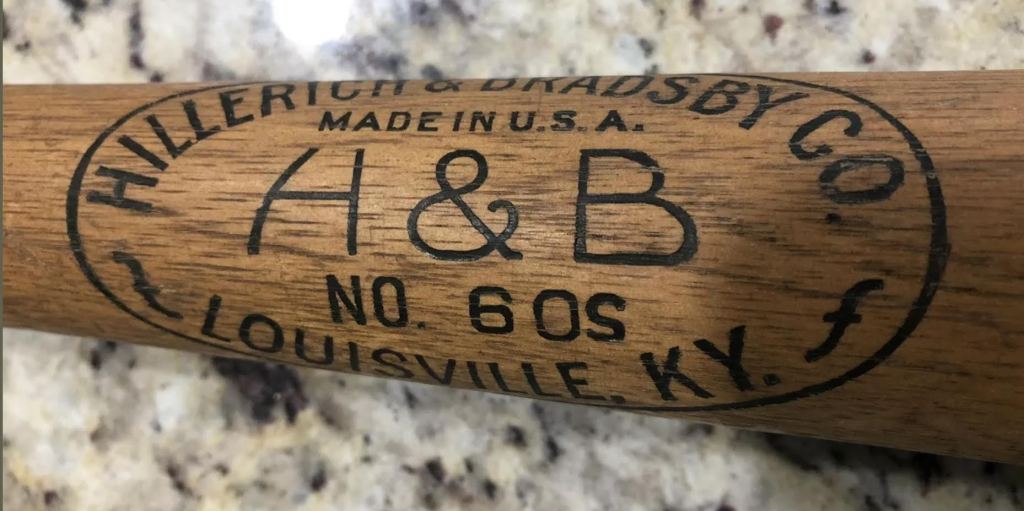 HILLERICH & BRADSBY CO.
MADE IN U.S.A.
H & B
NO. 60S
LOUISVILLE, KY.